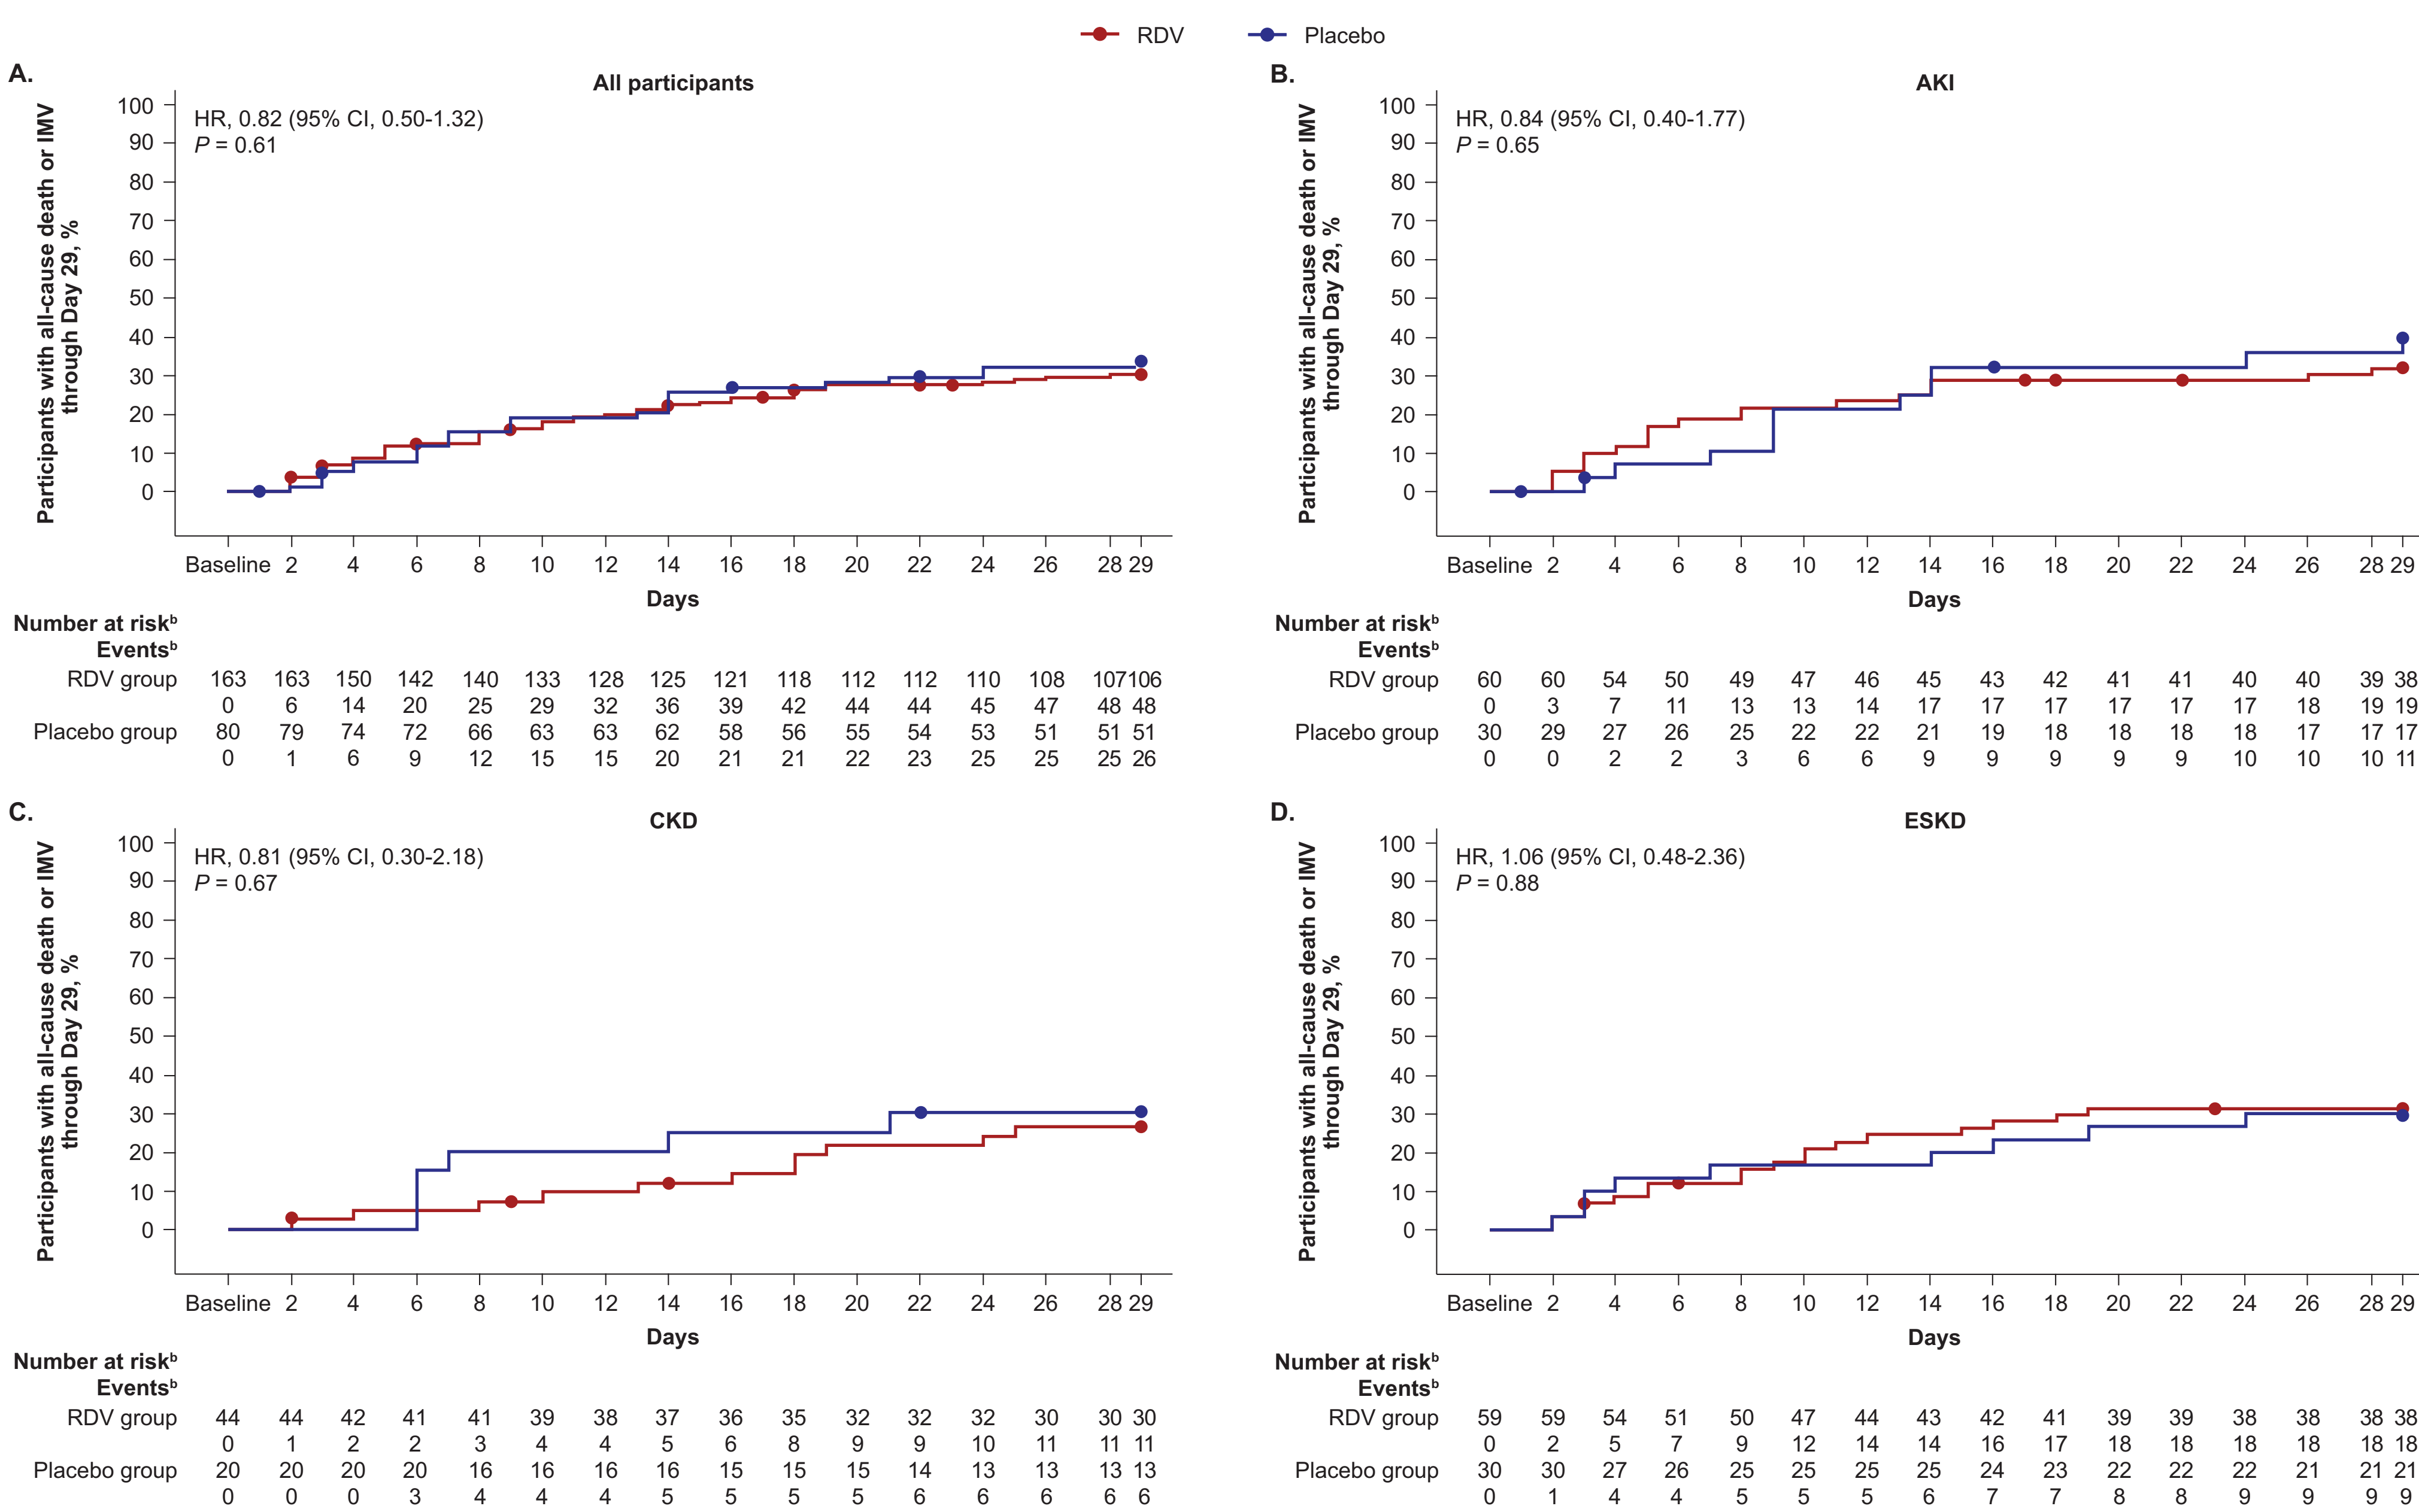 RDV Placebo
A.
All participants
Participants with all-cause death or IMV
through Day 29, %
100
90
80
70
60
50
40
30
20
10
0
HR, 0.82 (95% CI, 0.50-1.32)
P = 0.61
Baseline 2 4 6 8 10 12 14 16 18 20 22 24 26 28 29
Days
Number at riskᵇ
Eventsᵇ
RDV group 163 163 150 142 140 133 128 125 121 118 112 112 110 108 107 106
0 6 14 20 25 29 32 36 39 42 44 44 45 47 48 48
Placebo group 80 79 74 72 66 63 63 62 58 56 55 54 53 51 51 51
0 1 6 9 12 15 15 20 21 21 22 23 25 25 25 26
B.
AKI
Participants with all-cause death or IMV
through Day 29, %
100
90
80
70
60
50
40
30
20
10
0
HR, 0.84 (95% CI, 0.40-1.77)
P = 0.65
Baseline 2 4 6 8 10 12 14 16 18 20 22 24 26 28 29
Days
Number at riskᵇ
Eventsᵇ
RDV group 60 60 54 50 49 47 46 45 43 42 41 41 40 40 39 38
0 3 7 11 13 13 14 17 17 17 17 17 17 18 19 19
Placebo group 30 29 27 26 25 22 22 21 19 18 18 18 18 17 17 17
0 0 2 2 3 6 6 9 9 9 9 9 10 10 10 11
C.
CKD
Participants with all-cause death or IMV
through Day 29, %
100
90
80
70
60
50
40
30
20
10
0
HR, 0.81 (95% CI, 0.30-2.18)
P = 0.67
Baseline 2 4 6 8 10 12 14 16 18 20 22 24 26 28 29
Days
Number at riskᵇ
Eventsᵇ
RDV group 44 44 42 41 41 39 38 37 36 35 32 32 32 30 30 30
0 1 2 2 3 4 4 5 6 8 9 9 10 11 11 11
Placebo group 20 20 20 20 16 16 16 16 15 15 15 14 13 13 13 13
0 0 0 3 4 4 4 5 5 5 5 6 6 6 6 6
D.
ESKD
Participants with all-cause death or IMV
through Day 29, %
100
90
80
70
60
50
40
30
20
10
0
HR, 1.06 (95% CI, 0.48-2.36)
P = 0.88
Baseline 2 4 6 8 10 12 14 16 18 20 22 24 26 28 29
Days
Number at riskᵇ
Eventsᵇ
RDV group 59 59 54 51 50 47 44 43 42 41 39 39 38 38 38 38
0 2 5 7 9 12 14 14 16 17 18 18 18 18 18 18
Placebo group 30 30 27 26 25 25 25 25 24 23 22 22 22 21 21 21
0 1 4 4 5 5 5 6 7 7 8 8 9 9 9 9